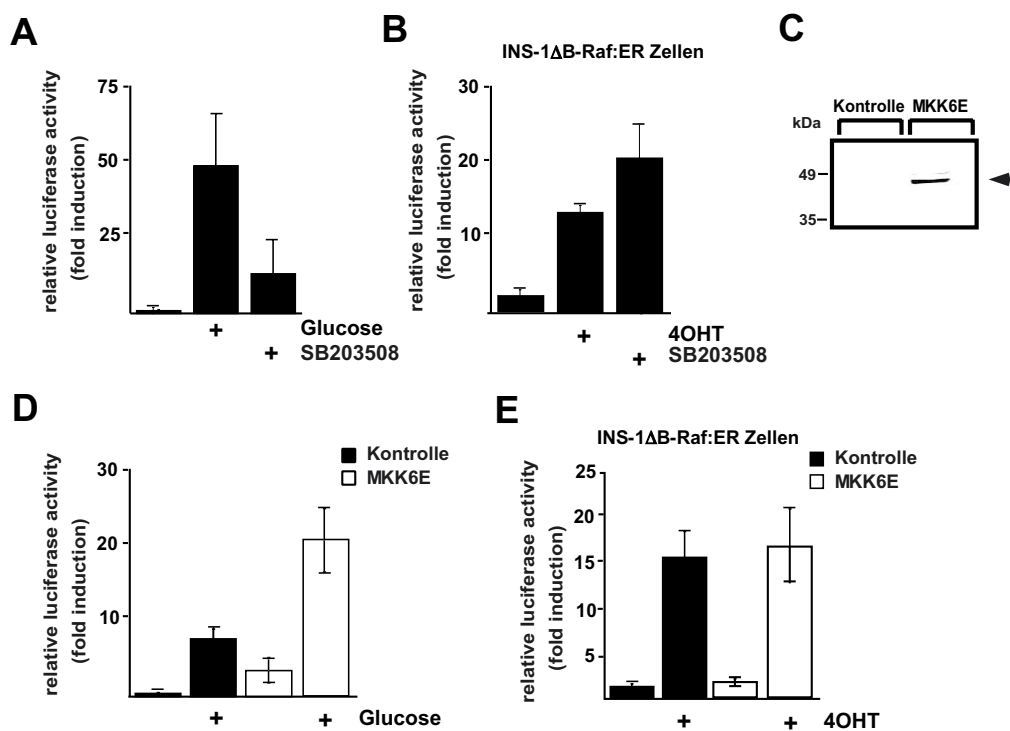 A
relative luciferase activity
(fold induction)
75
50
25
+
Glucose
+
SB203508
B
INS-1ΔB-Raf:ER Zellen
relative luciferase activity
(fold induction)
30
20
10
+
4OHT
+
SB203508
C
Kontrolle MKK6E
kDa
49
35
D
Kontrolle
MKK6E
relative luciferase activity
(fold induction)
30
20
10
+ + Glucose
E
INS-1ΔB-Raf:ER Zellen
Kontrolle
MKK6E
relative luciferase activity
(fold induction)
25
20
15
10
5
+ + 4OHT